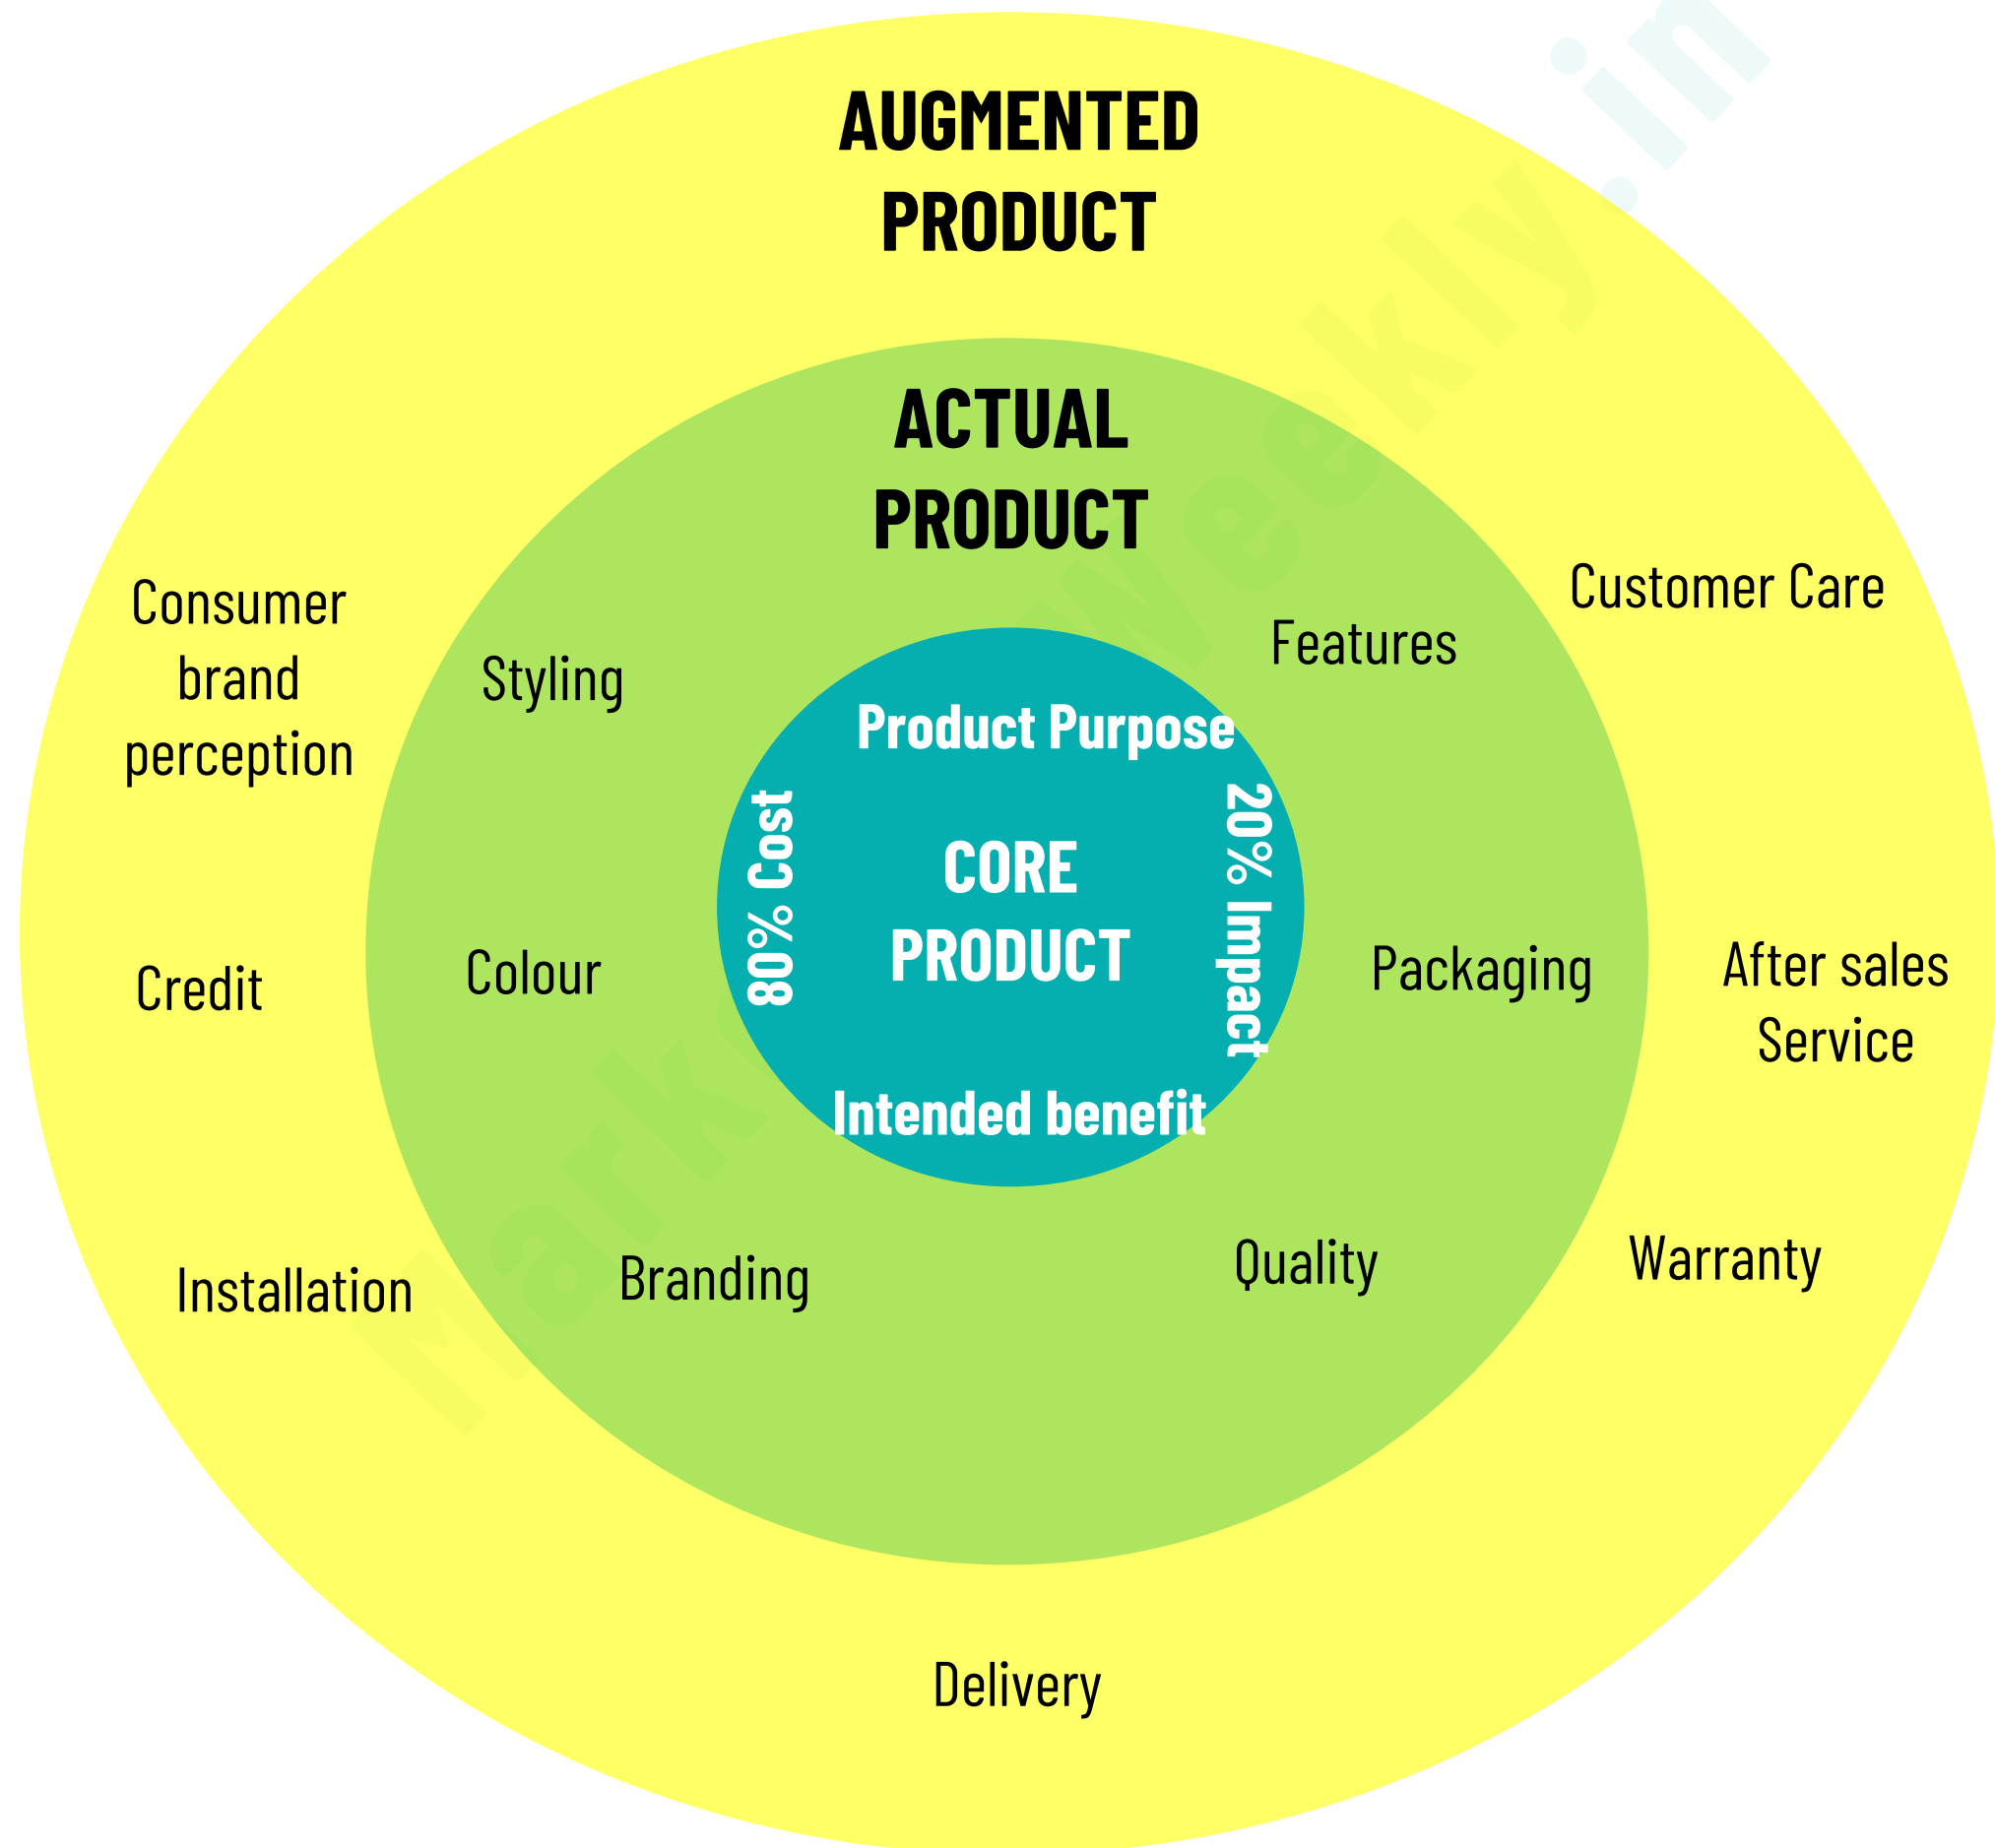 AUGMENTED
PRODUCT
ACTUAL
PRODUCT
Consumer
brand
perception
Styling
Features
Customer Care
Product Purpose
80% Cost
CORE
PRODUCT
20% Impact
Intended benefit
Credit
Colour
Packaging
After sales
Service
Installation
Branding
Quality
Warranty
Delivery